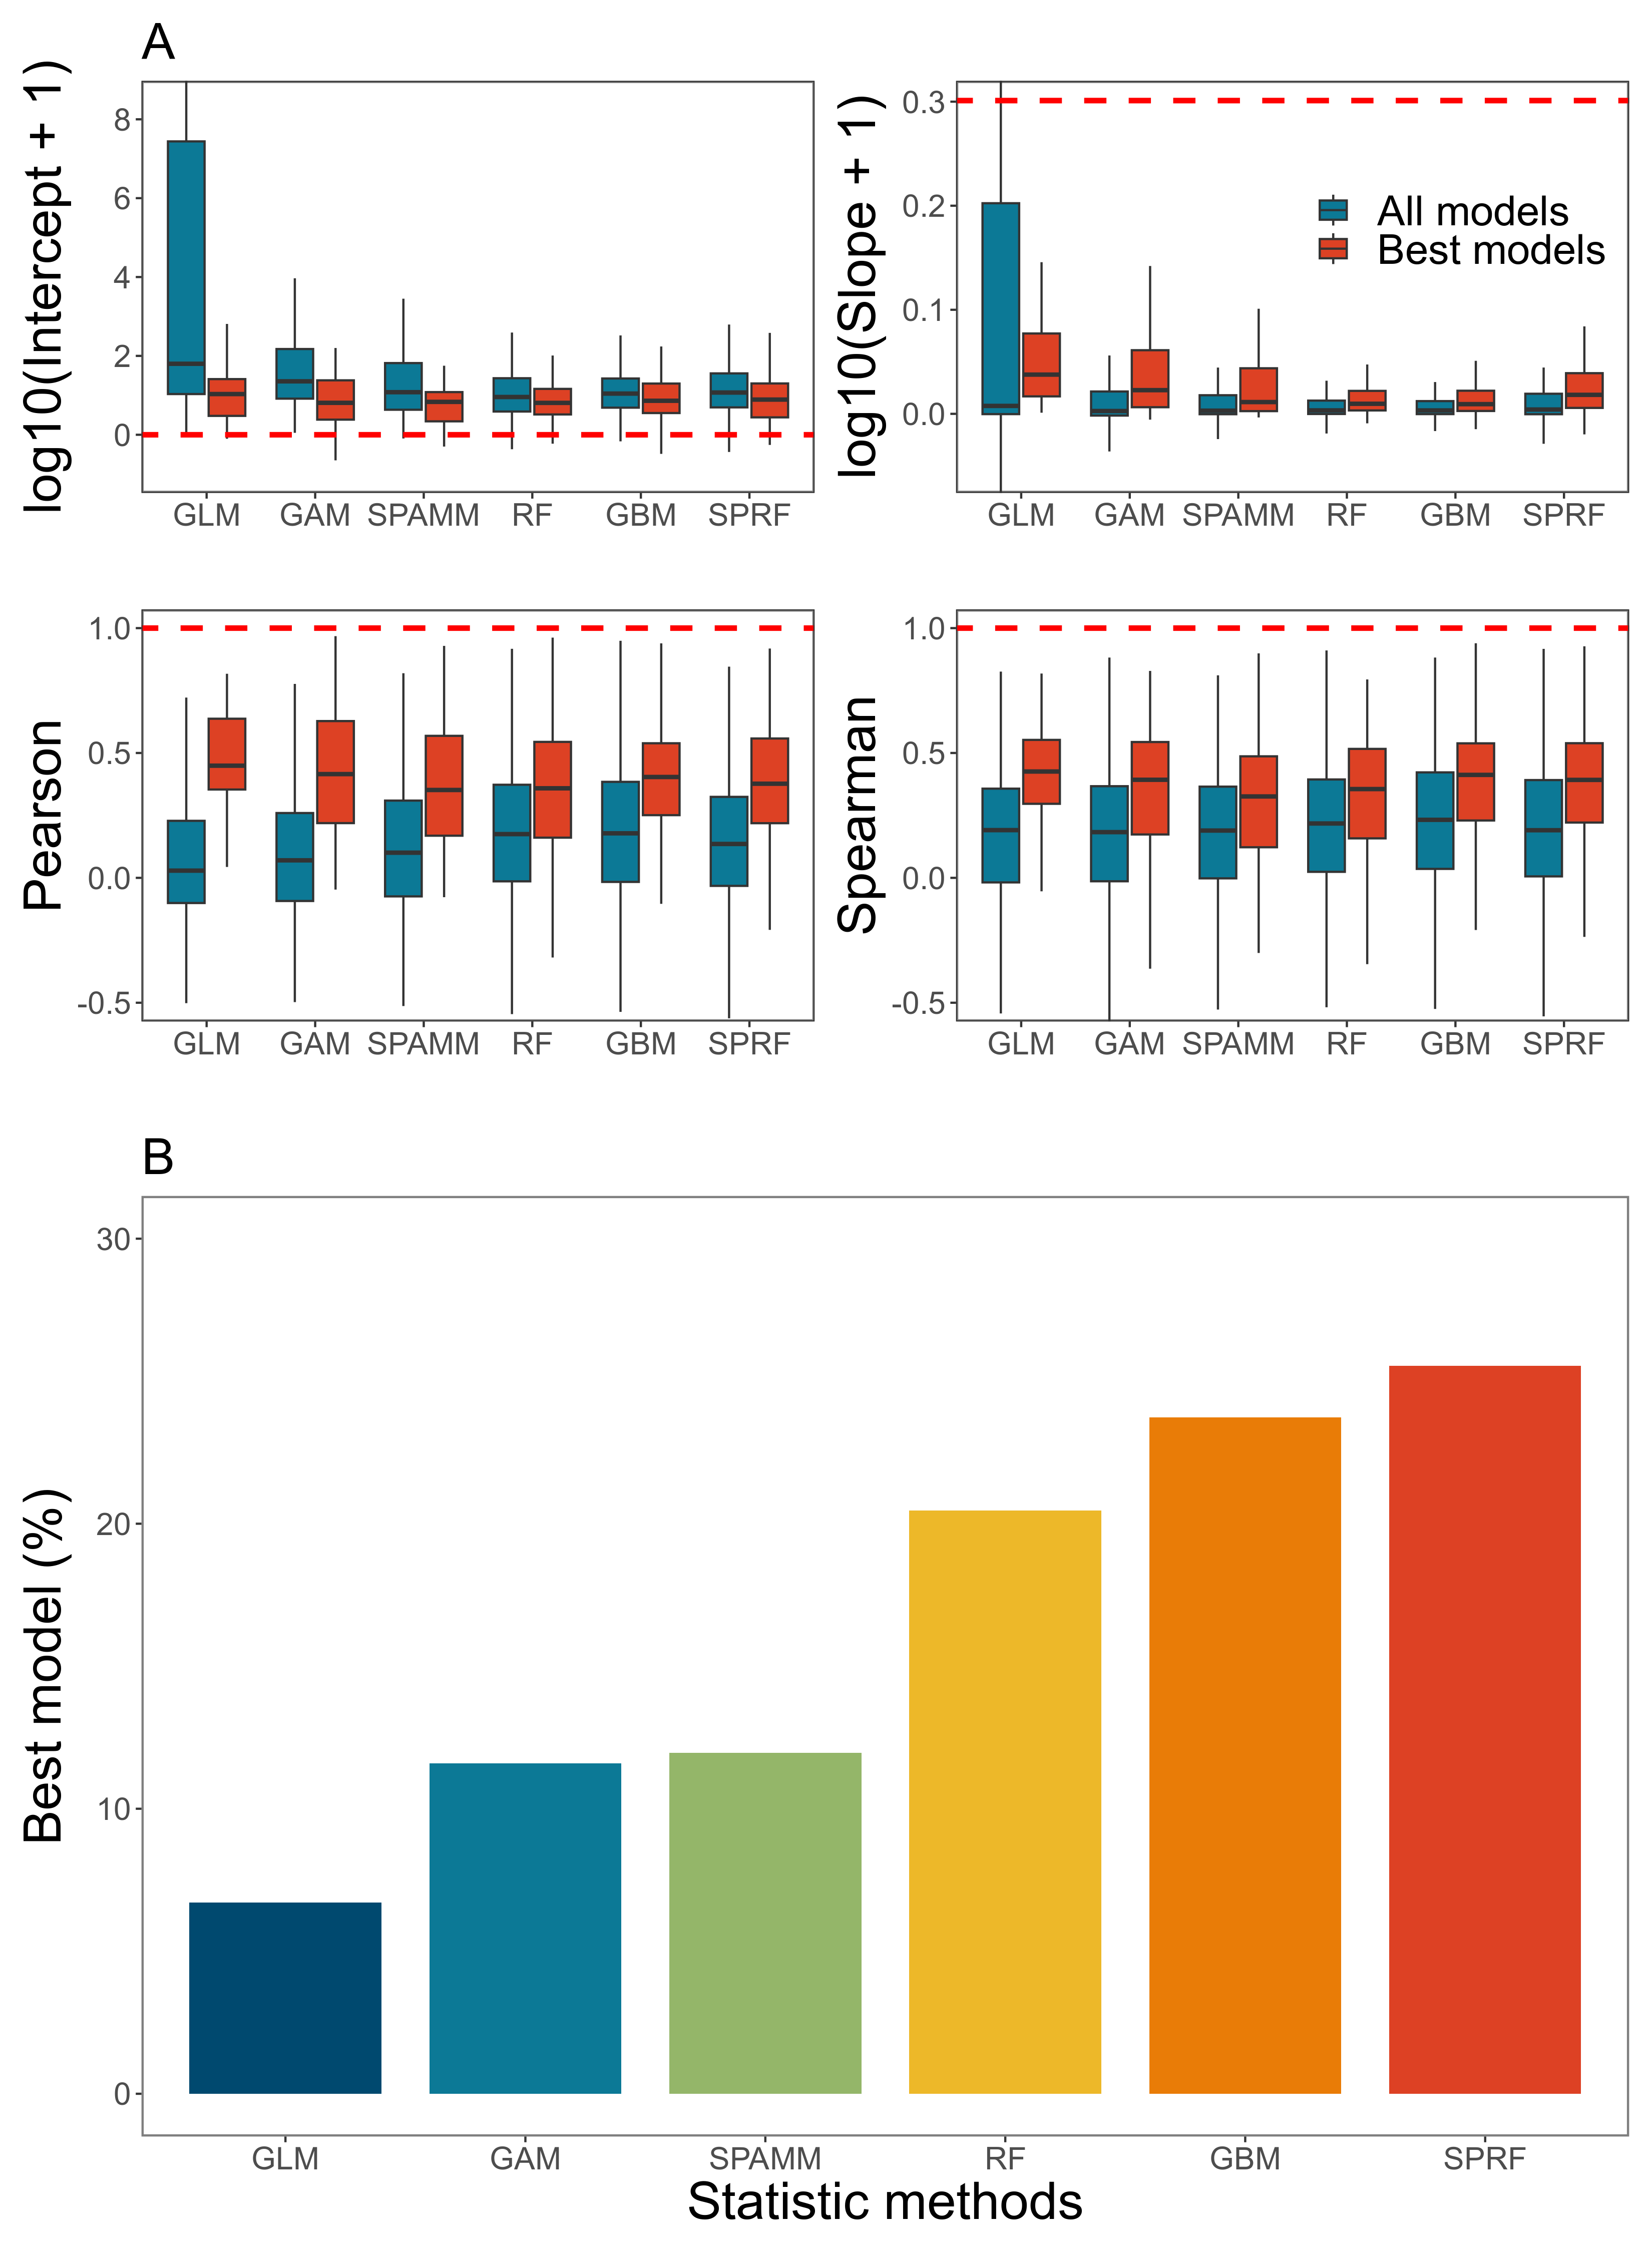 A
log10(Intercept + 1)
8
6
4
2
0
GLM GAM SPAMM RF GBM SPRF
log10(Slope + 1)
0.3
0.2
0.1
0.0
All models
Best models
GLM GAM SPAMM RF GBM SPRF
Pearson
1.0
0.5
0.0
-0.5
GLM GAM SPAMM RF GBM SPRF
Spearman
1.0
0.5
0.0
-0.5
GLM GAM SPAMM RF GBM SPRF
B
Best model (%)
30
20
10
0
GLM GAM SPAMM RF GBM SPRF
Statistic methods